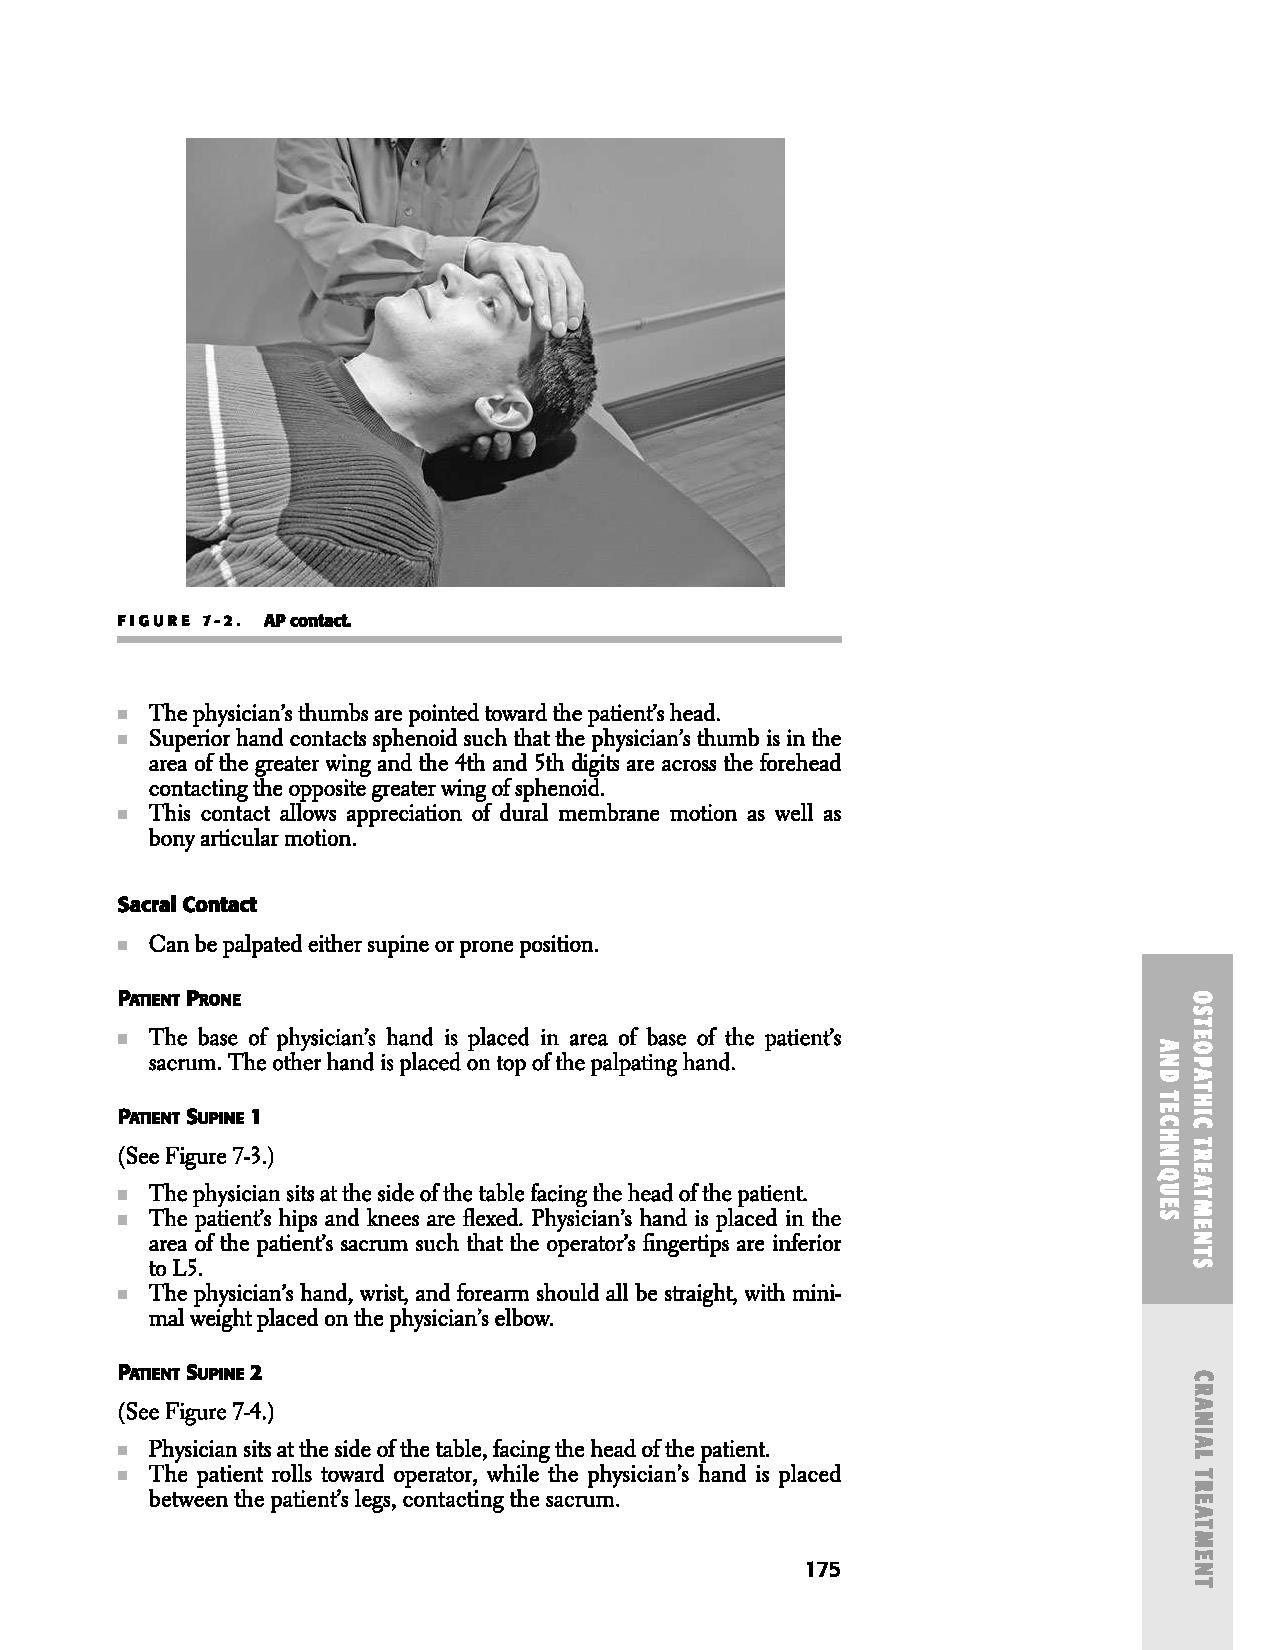 FIGURE 7-2. AP contact.
■ The physician's thumbs are pointed toward the patient's head.
■ Superior hand contacts sphenoid such that the physician's thumb is in the
area of the greater wing and the 4th and 5th digits are across the forehead
contacting the opposite greater wing of sphenoid.
■ This contact allows appreciation of dural membrane motion as well as
bony articular motion.
Sacral Contact
■ Can be palpated either supine or prone position.
PATIENT PRONE
■ The base of physician's hand is placed in area of base of the patient's
sacrum. The other hand is placed on top of the palpating hand.
PATIENT SUPINE 1
(See Figure 7-3.)
■ The physician sits at the side of the table facing the head of the patient.
■ The patient's hips and knees are flexed. Physician's hand is placed in the
area of the patient's sacrum such that the operator's fingertips are inferior
to L5.
■ The physician's hand, wrist, and forearm should all be straight, with mini-
mal weight placed on the physician's elbow.
PATIENT SUPINE 2
(See Figure 7-4.)
■ Physician sits at the side of the table, facing the head of the patient.
■ The patient rolls toward operator, while the physician's hand is placed
between the patient's legs, contacting the sacrum.
175
OSTEOPATHIC TREATMENTS
AND TECHNIQUES
CRANIAL TREATMENT